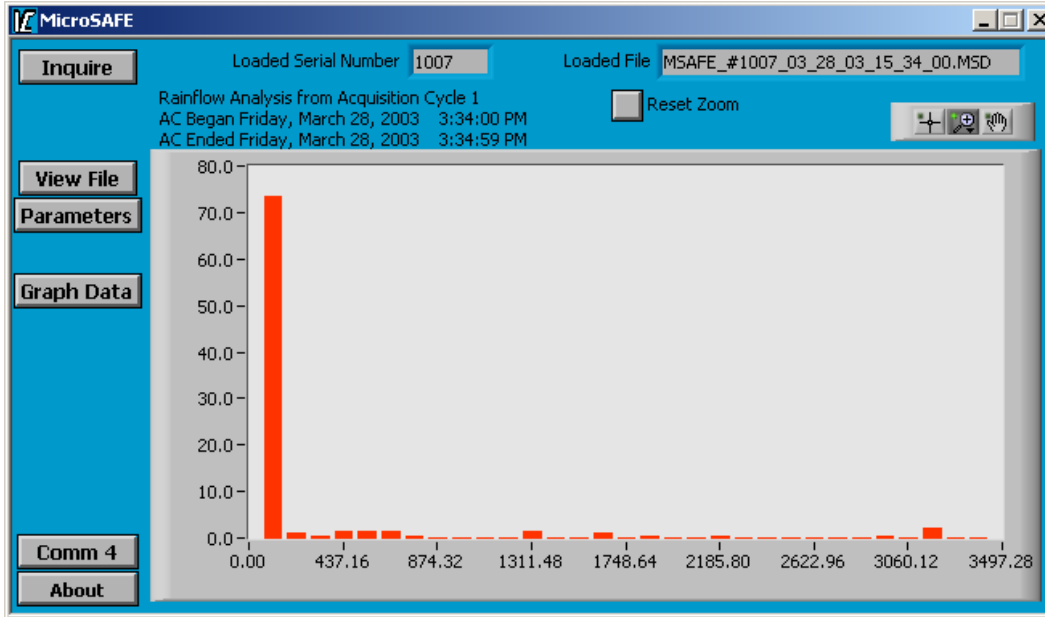 MicroSAFE
Inquire
Loaded Serial Number 1007
Loaded File MSAFE_#1007_03_28_03_15_34_00.MSD
Rainflow Analysis from Acquisition Cycle 1
AC Began Friday, March 28, 2003 3:34:00 PM
AC Ended Friday, March 28, 2003 3:34:59 PM
Reset Zoom
View File
Parameters
Graph Data
Comm 4
About
80.0
70.0
60.0
50.0
40.0
30.0
20.0
10.0
0.0
0.00 437.16 874.32 1311.48 1748.64 2185.80 2622.96 3060.12 3497.28